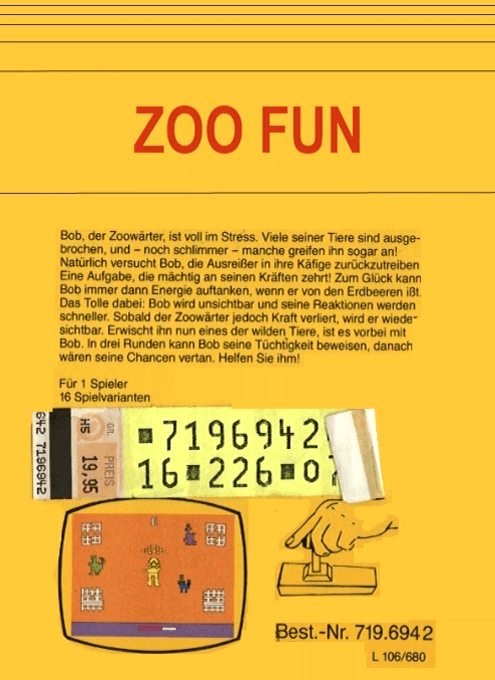 ZOO FUN
Bob, der Zoowärter, ist voll im Stress. Viele seiner Tiere sind ausge-
brochen, und – noch schlimmer – manche greifen ihn sogar an!
Natürlich versucht Bob, die Ausreißer in ihre Käfige zurückzutreiben
Eine Aufgabe, die mächtig an seinen Kräften zehrt! Zum Glück kann
Bob immer dann Energie auftanken, wenn er von den Erdbeeren ißt.
Das Tolle dabei: Bob wird unsichtbar und seine Reaktionen werden
schneller. Sobald der Zoowärter jedoch Kraft verliert, wird er wieder
sichtbar. Erwischt ihn nun eines der wilden Tiere, ist es vorbei mit
Bob. In drei Runden kann Bob seine Tüchtigkeit beweisen, danach
wären seine Chancen vertan. Helfen Sie ihm!
Für 1 Spieler
16 Spielvarianten
642 7196942
H5
GR.
19,95
PREIS
7196942
16 226 0
Best.-Nr. 719.6942
L 106/680